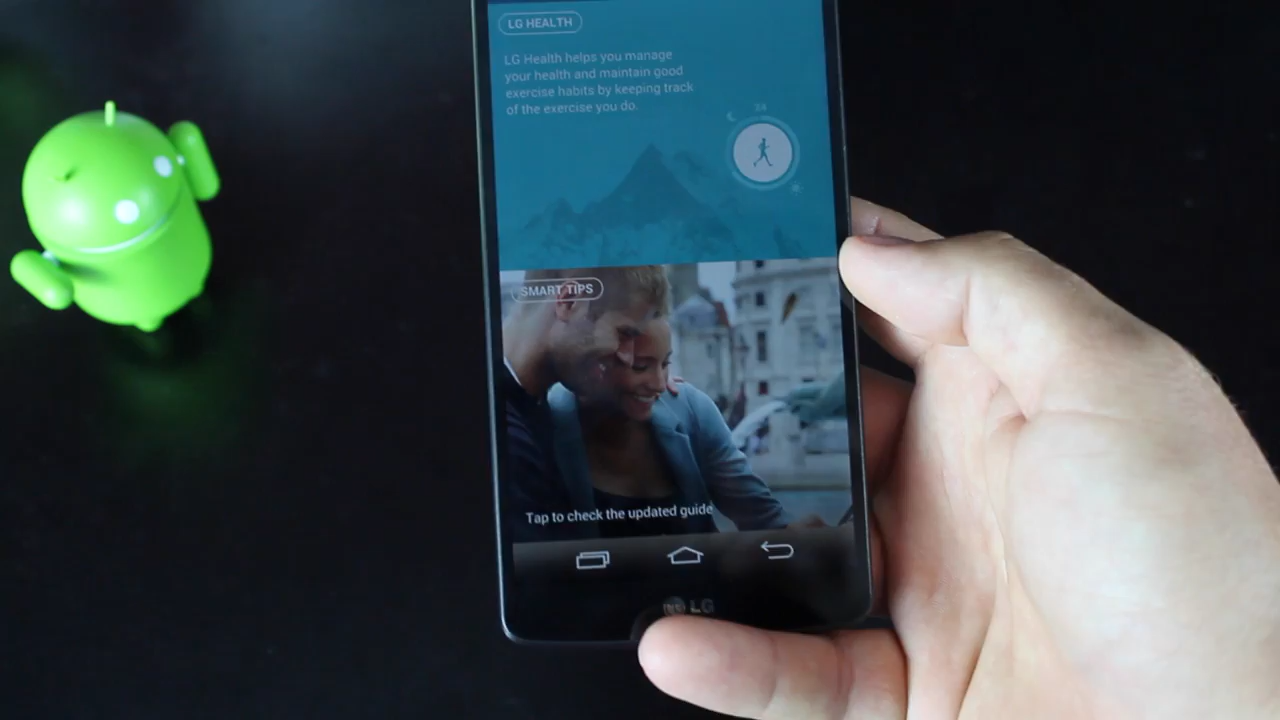 LG HEALTH
LG Health helps you manage
your health and maintain good
exercise habits by keeping track
of the exercise you do.
SMART TIPS
Tap to check the updated guide
LG